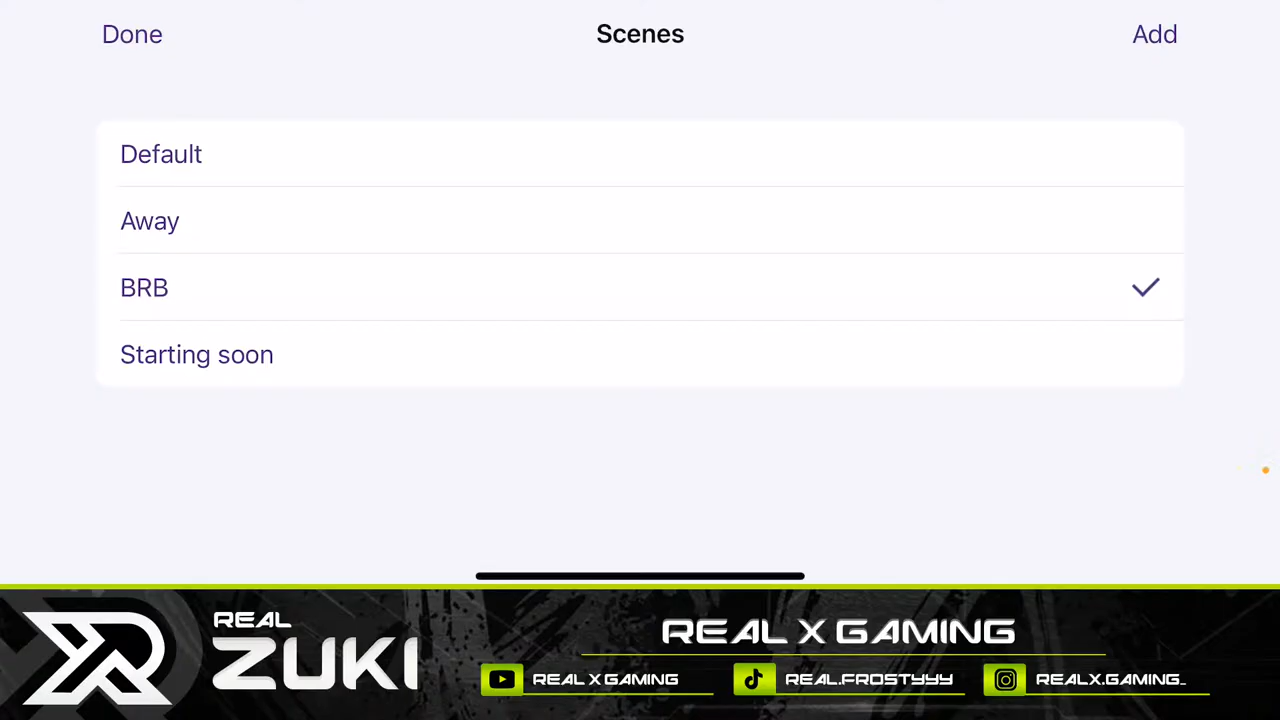 Done
Scenes
Add
Default
Away
BRB
Starting soon
REAL
ZUKI
REAL X GAMING
REAL X GAMING
REAL.FROSTYYY
REALX.GAMING_